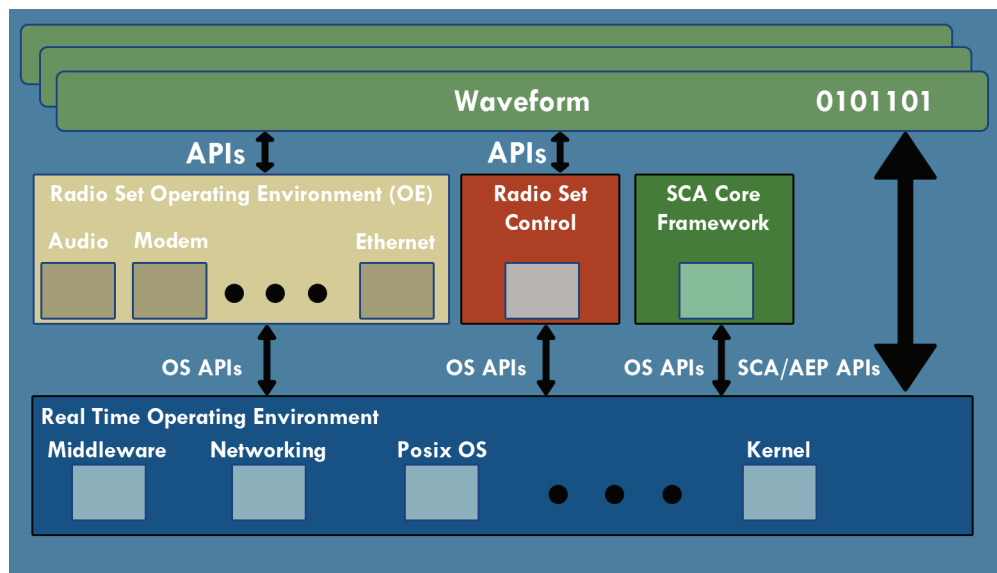 Waveform 0101101
APIs APIs
Radio Set Operating Environment (OE)
Audio Modem Ethernet
Radio Set
Control
SCA Core
Framework
OS APIs OS APIs OS APIs SCA/AEP APIs
Real Time Operating Environment
Middleware Networking Posix OS Kernel